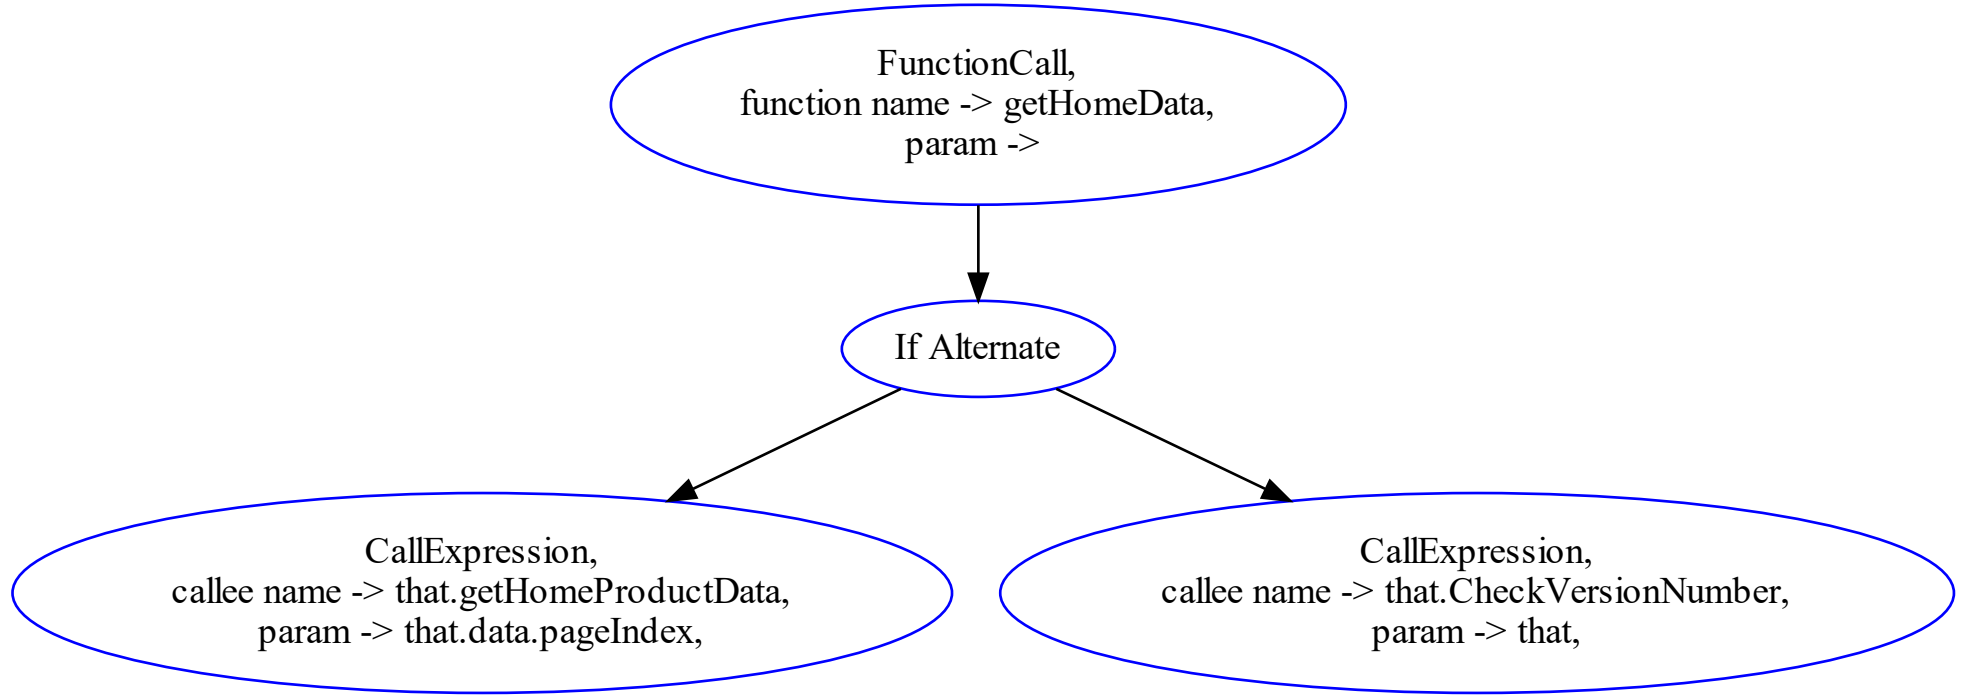 FunctionCall,
function name -> getHomeData,
param ->
If Alternate
CallExpression,
callee name -> that.getHomeProductData,
param -> that.data.pageIndex,
CallExpression,
callee name -> that.CheckVersionNumber,
param -> that,